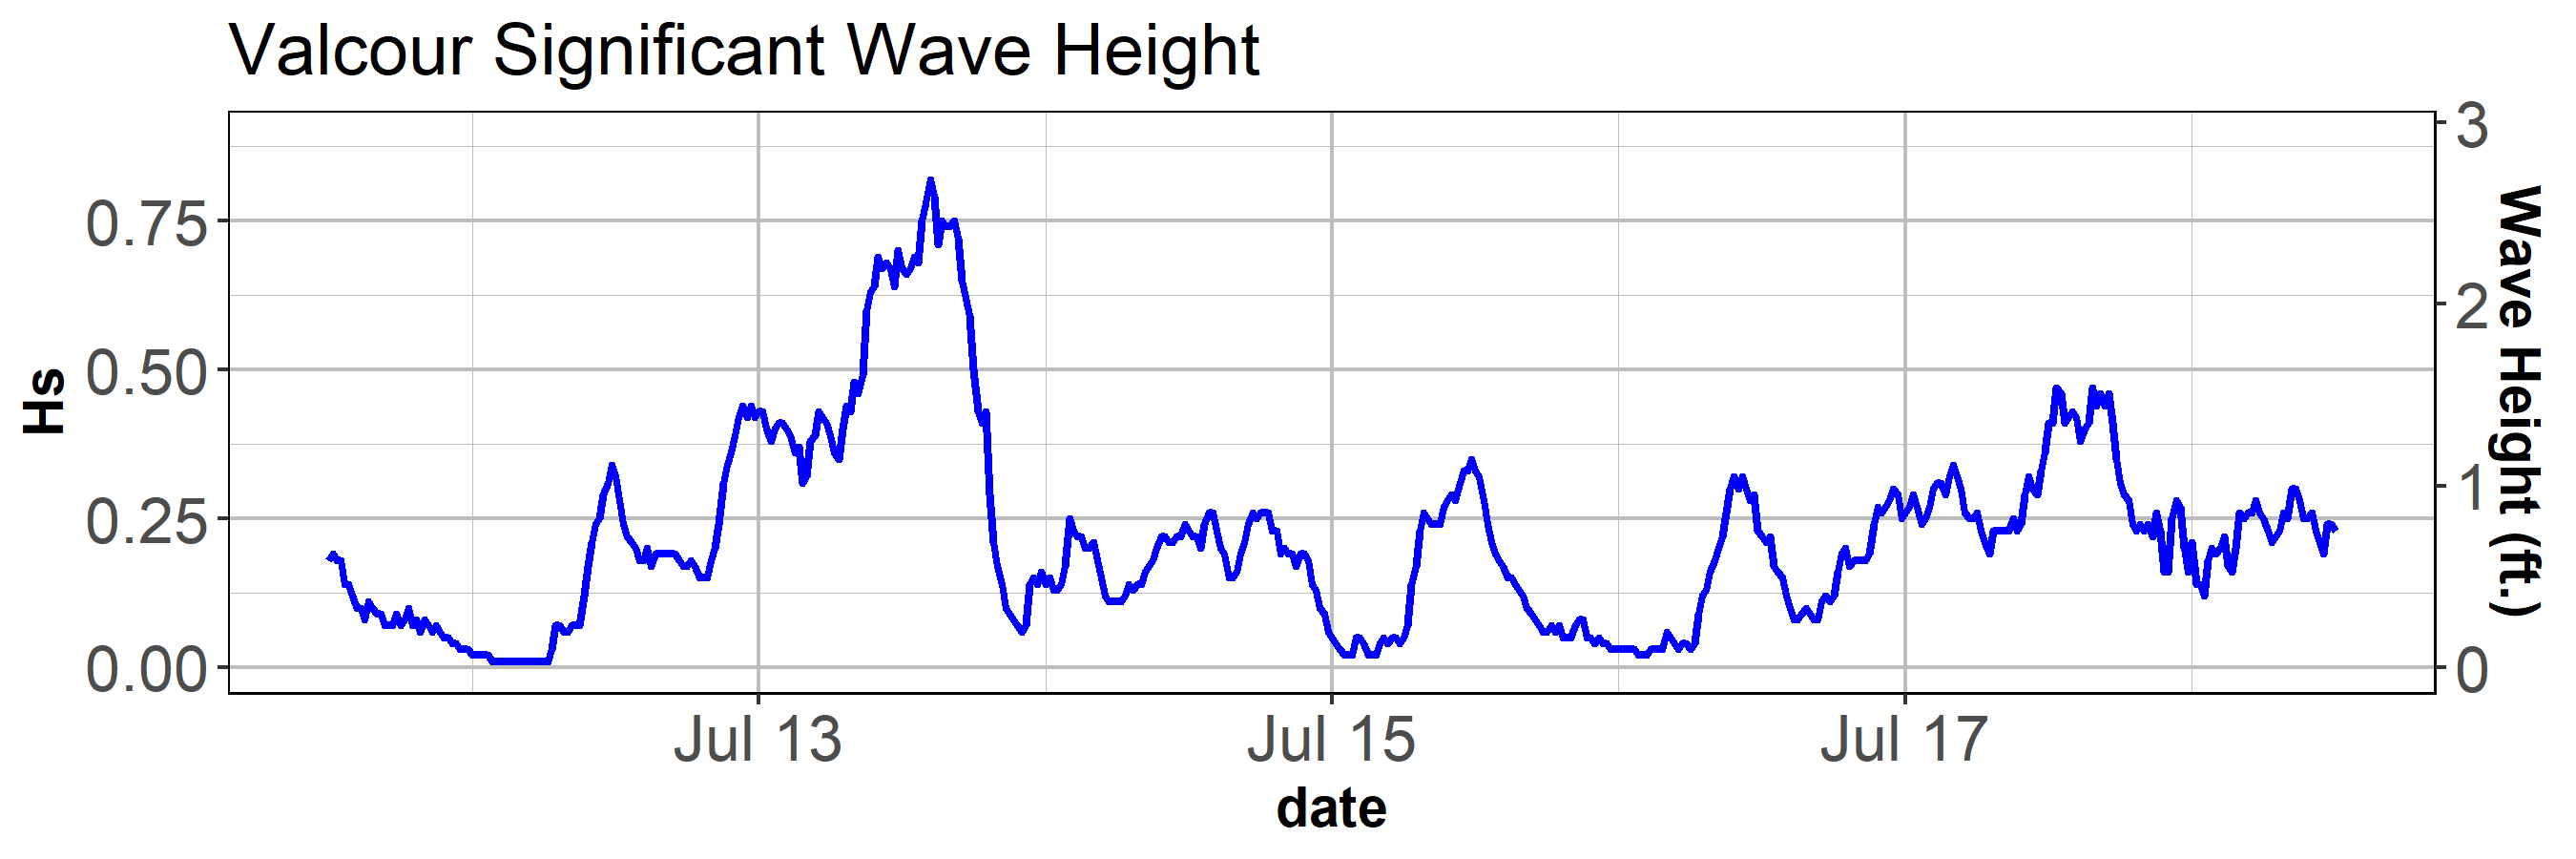 Valcour Significant Wave Height
Hs
0.75
0.50
0.25
0.00
3
2
1
0
Wave Height (ft.)
Jul 13
Jul 15
Jul 17
date